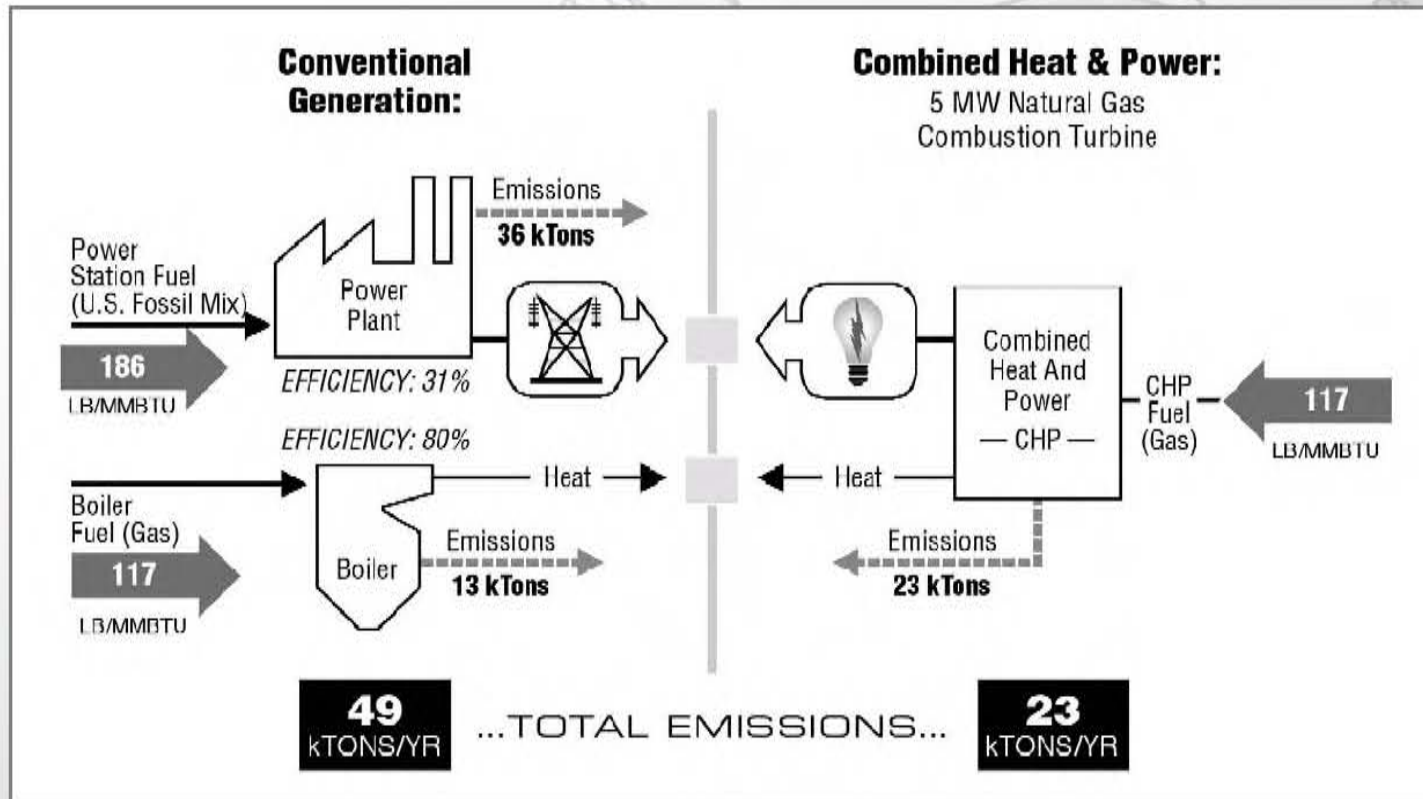 Conventional
Generation:
Combined Heat & Power:
5 MW Natural Gas
Combustion Turbine
Emissions
36 kTons
Power
Station Fuel
(U.S. Fossil Mix)
Power
Plant
186
LB/MMBTU
EFFICIENCY: 31%
EFFICIENCY: 80%
Boiler
Fuel (Gas)
117
LB/MMBTU
Boiler
Heat
Emissions
13 kTons
Combined
Heat And
Power
— CHP —
CHP
Fuel
(Gas)
117
LB/MMBTU
Heat
Emissions
23 kTons
49
kTONS/YR
...TOTAL EMISSIONS...
23
kTONS/YR